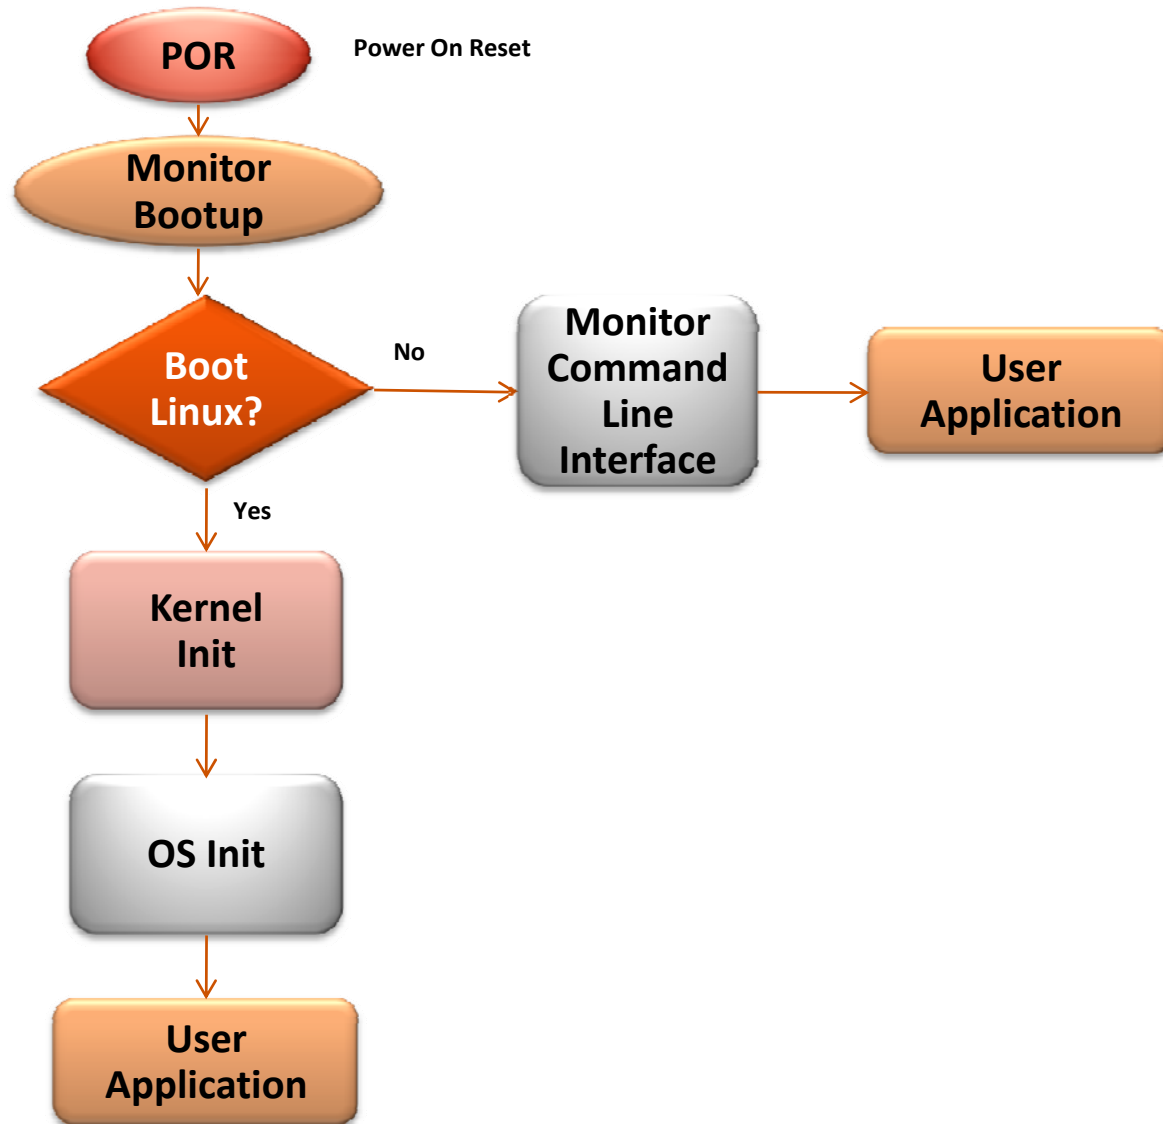 POR
Power On Reset
Monitor
Bootup
Boot
Linux?
No
Monitor
Command
Line
Interface
User
Application
Yes
Kernel
Init
OS Init
User
Application